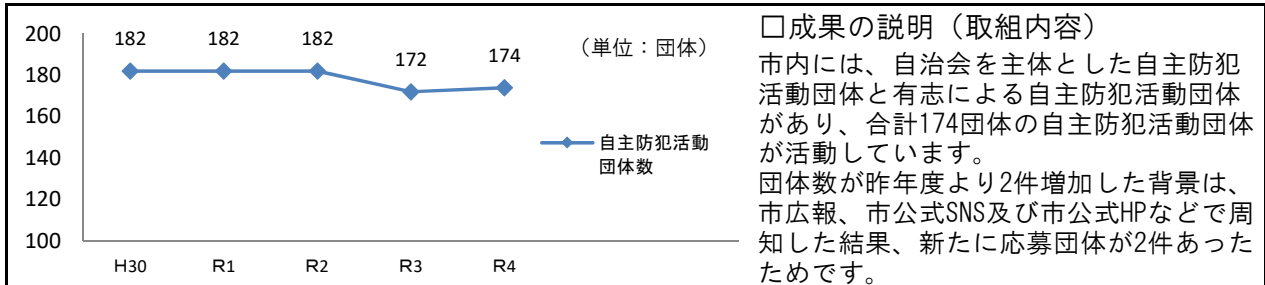 200
180
160
140
120
100
182
182
182
172
174
（単位：団体）
自主防犯活動
団体数
H30
R1
R2
R3
R4
□成果の説明（取組内容）
市内には、自治会を主体とした自主防犯
活動団体と有志による自主防犯活動団体
があり、合計174団体の自主防犯活動団体
が活動しています。
団体数が昨年度より2件増加した背景は、
市広報、市公式SNS及び市公式HPなどで周
知した結果、新たに応募団体が2件あった
ためです。